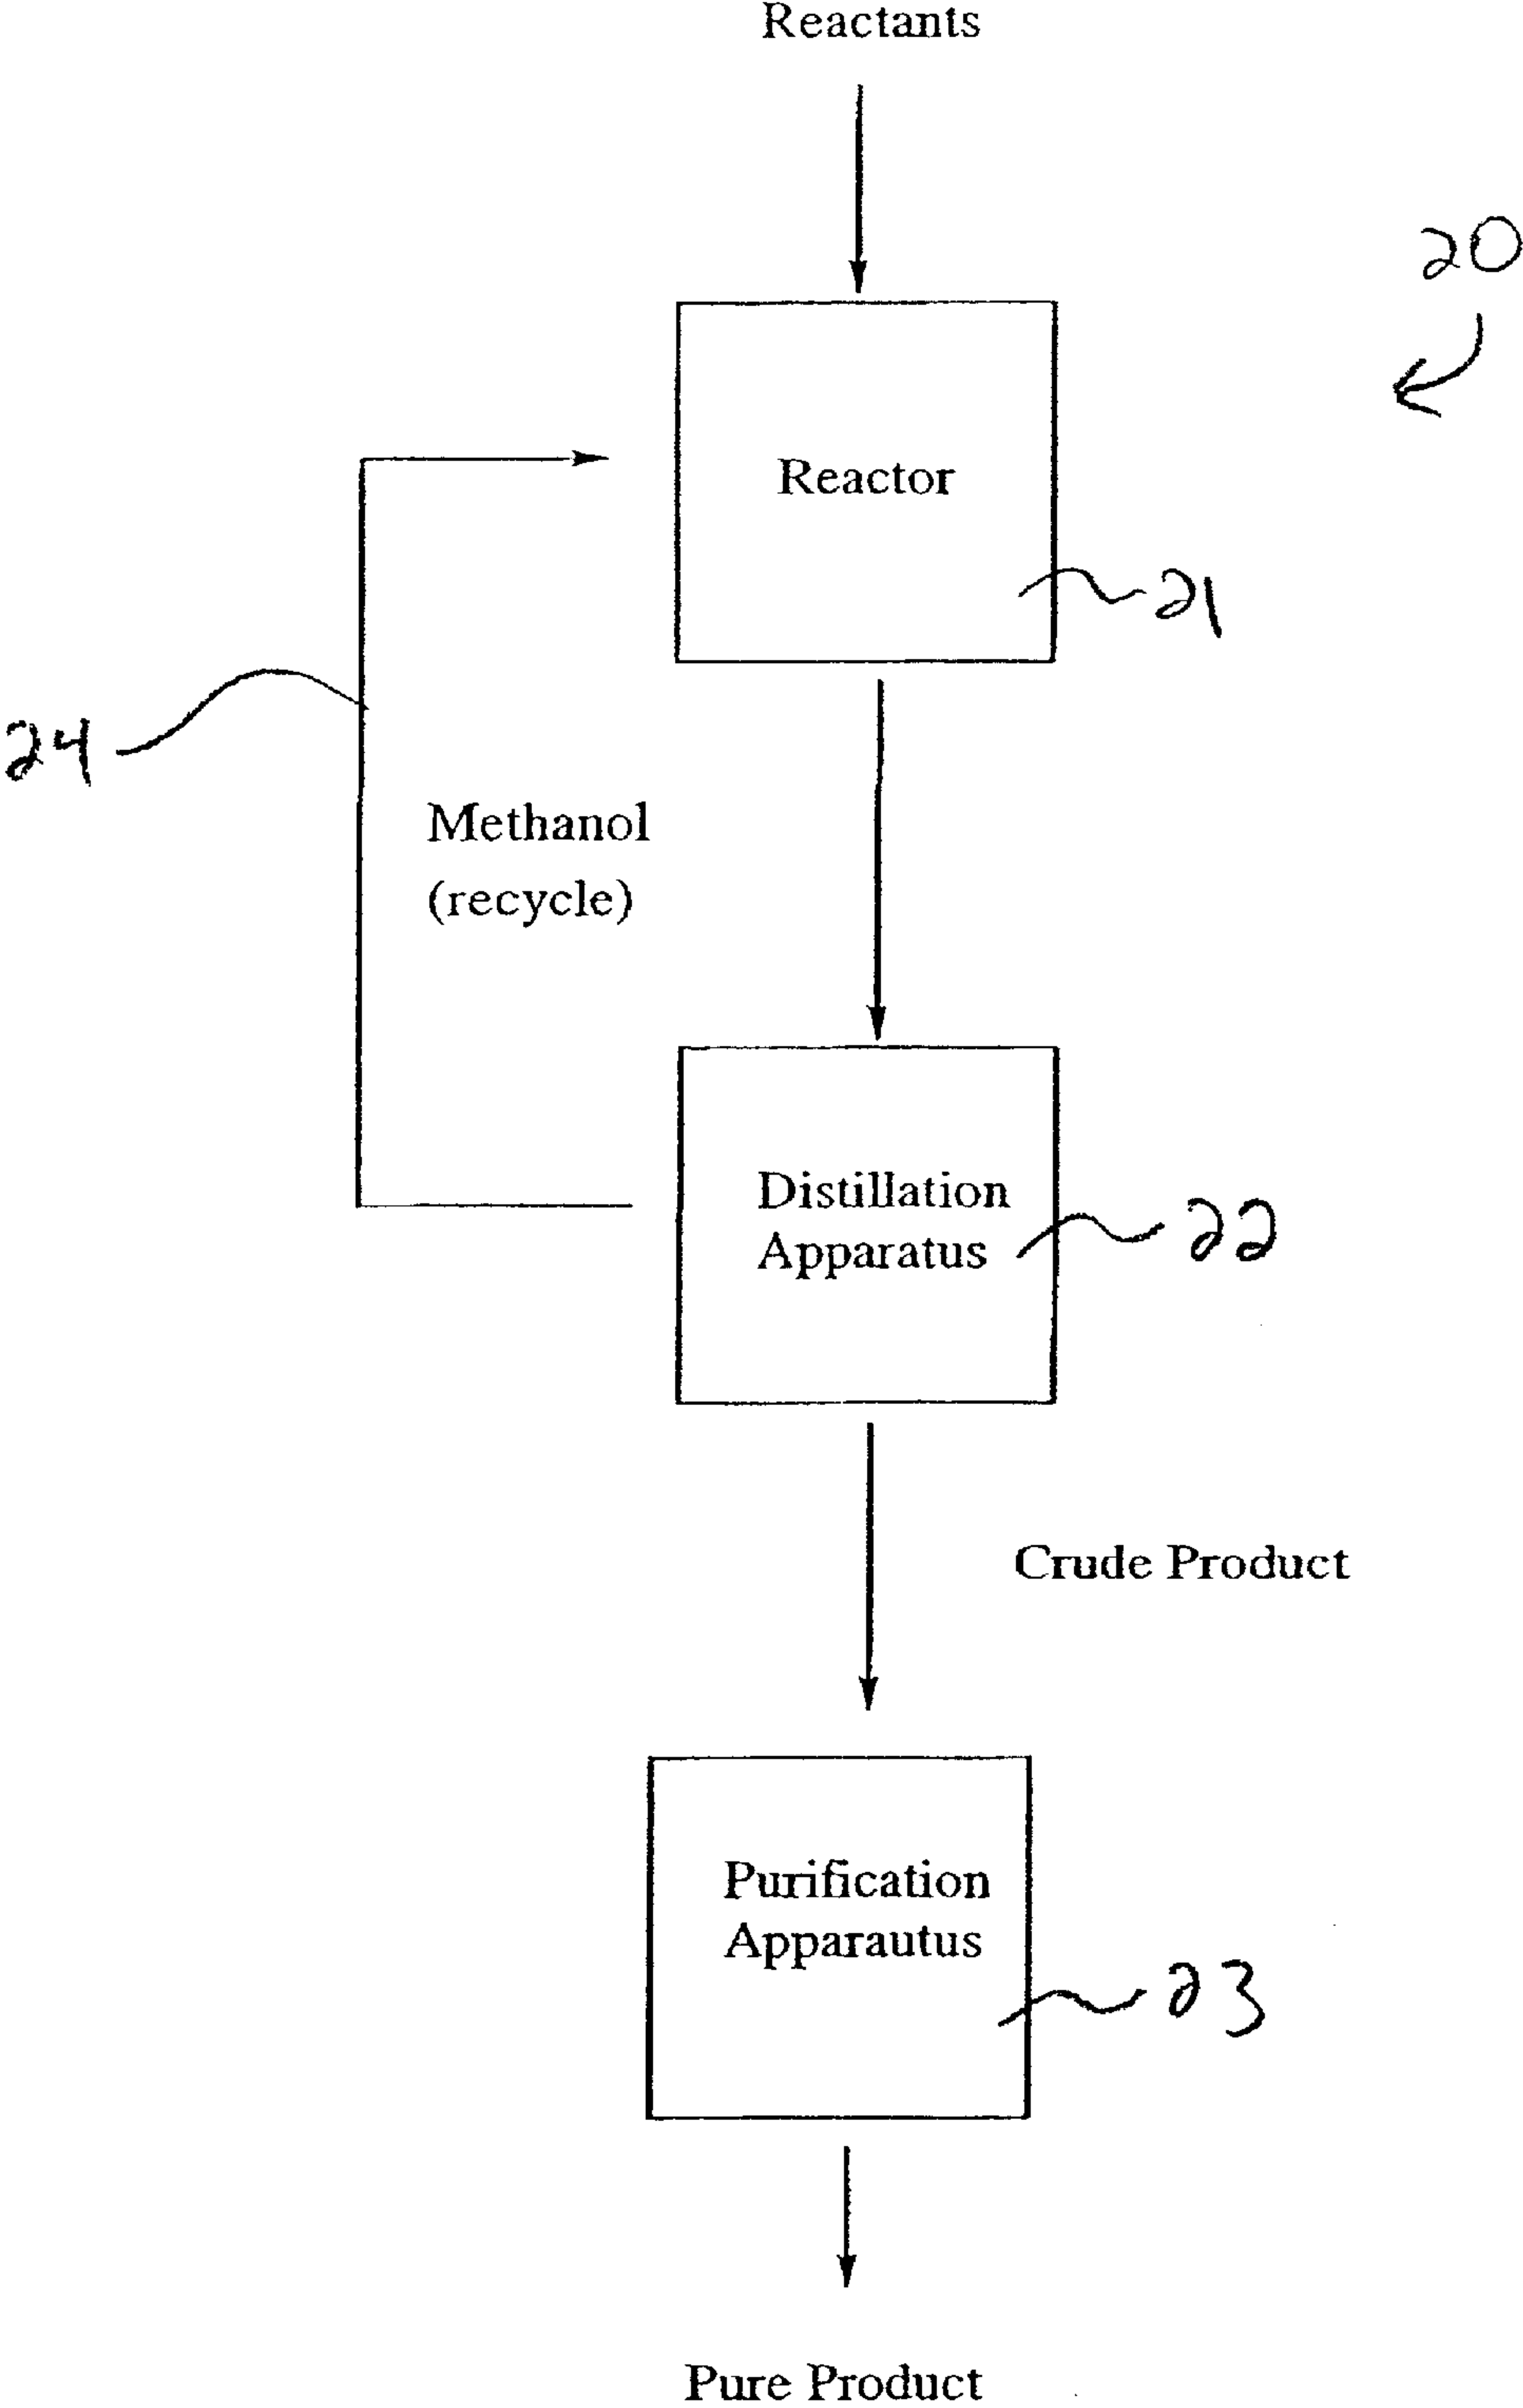 Reactants
20
Reactor
21
24
Methanol
(recycle)
Distillation
Apparatus
22
Crude Product
Purification
Apparautus
23
Pure Product